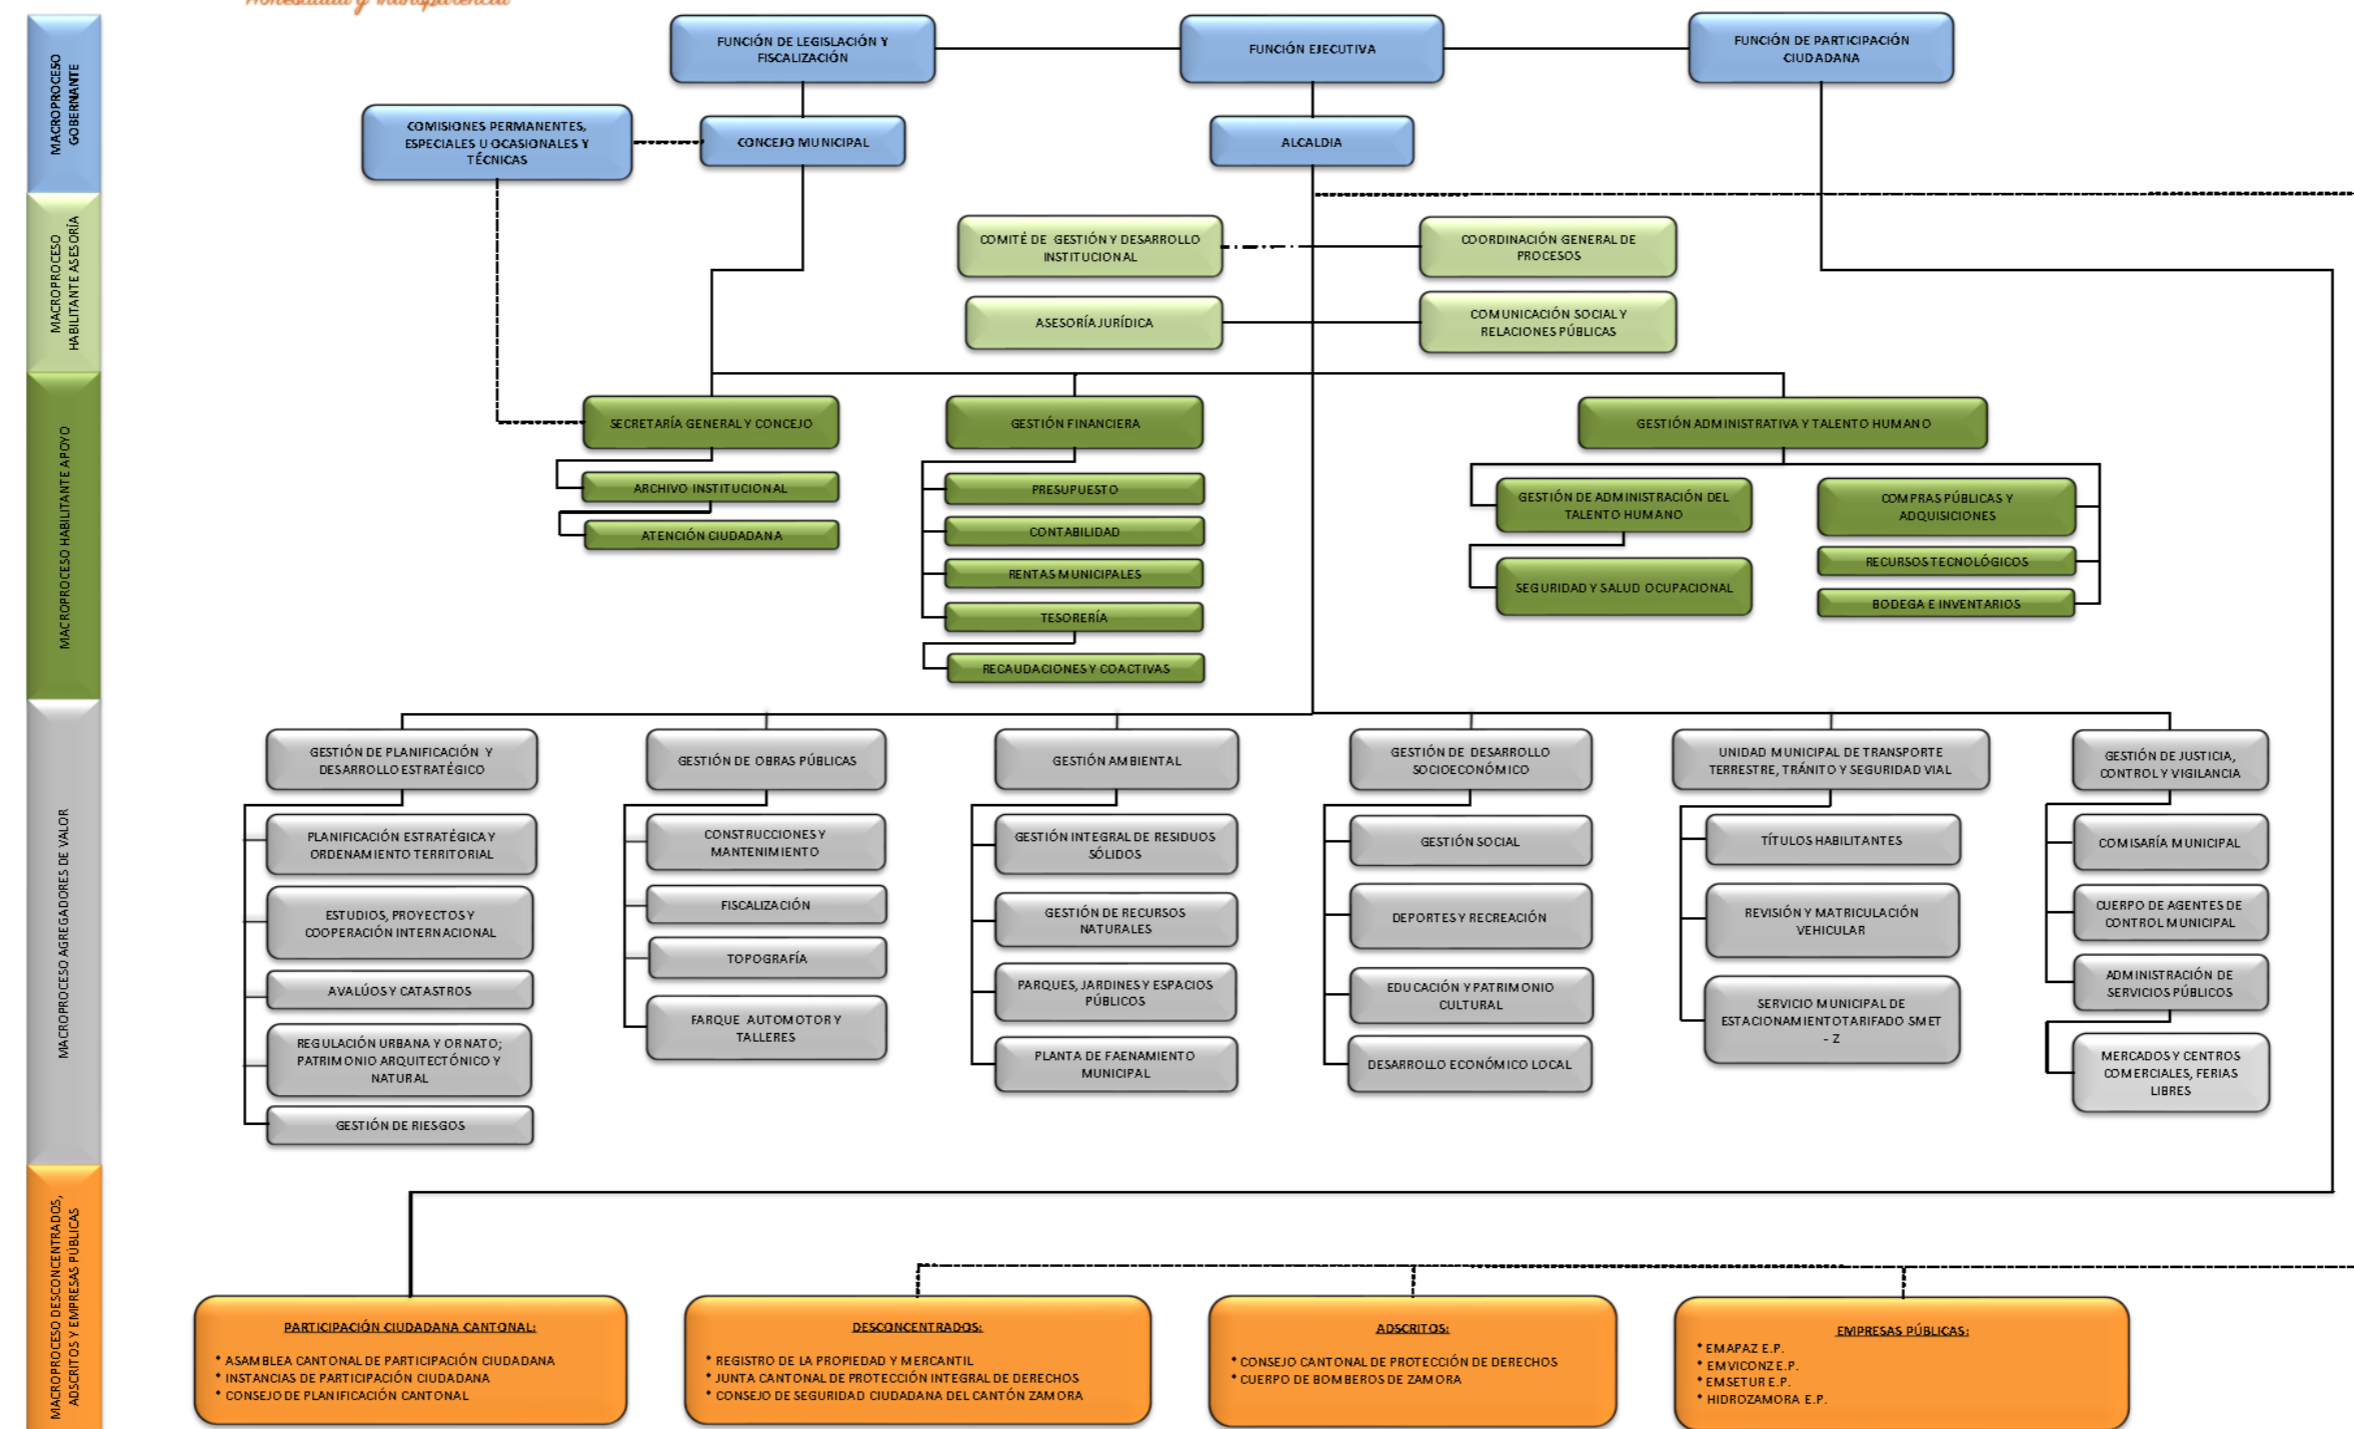 Honestidad y Transparencia
MACROPROCESO
GOBERNANTE
FUNCIÓN DE LEGISLACIÓN Y
FISCALIZACIÓN
FUNCIÓN EJECUTIVA
FUNCIÓN DE PARTICIPACIÓN
CIUDADANA
COMISIONES PERMANENTES,
ESPECIALES U OCASIONALES Y
TÉCNICAS
CONCEJO MUNICIPAL
ALCALDIA
MACROPROCESO
HABILITANTE ASESORÍA
COMITÉ DE GESTIÓN Y DESARROLLO
INSTITUCIONAL
COORDINACIÓN GENERAL DE
PROCESOS
ASESORÍA JURÍDICA
COMUNICACIÓN SOCIAL Y
RELACIONES PÚBLICAS
MACROPROCESO HABILITANTE APOYO
SECRETARÍA GENERAL Y CONCEJO
ARCHIVO INSTITUCIONAL
ATENCIÓN CIUDADANA
GESTIÓN FINANCIERA
PRESUPUESTO
CONTABILIDAD
RENTAS MUNICIPALES
TESORERÍA
RECAUDACIONES Y COACTIVAS
GESTIÓN ADMINISTRATIVA Y TALENTO HUMANO
GESTIÓN DE ADMINISTRACIÓN DEL
TALENTO HUMANO
SEGURIDAD Y SALUD OCUPACIONAL
COMPRAS PÚBLICAS Y
ADQUISICIONES
RECURSOS TECNOLÓGICOS
BODEGA E INVENTARIOS
MACROPROCESO AGREGADORES DE VALOR
GESTIÓN DE PLANIFICACIÓN Y
DESARROLLO ESTRATÉGICO
PLANIFICACIÓN ESTRATÉGICA Y
ORDENAMIENTO TERRITORIAL
ESTUDIOS, PROYECTOS Y
COOPERACIÓN INTERNACIONAL
AVALÚOS Y CATASTROS
REGULACIÓN URBANA Y ORNATO;
PATRIMONIO ARQUITECTÓNICO Y
NATURAL
GESTIÓN DE RIESGOS
GESTIÓN DE OBRAS PÚBLICAS
CONSTRUCCIONES Y
MANTENIMIENTO
FISCALIZACIÓN
TOPOGRAFÍA
FARQUE AUTOMOTOR Y
TALLERES
GESTIÓN AMBIENTAL
GESTIÓN INTEGRAL DE RESIDUOS
SÓLIDOS
GESTIÓN DE RECURSOS
NATURALES
PARQUES, JARDINES Y ESPACIOS
PÚBLICOS
PLANTA DE FAENAMIENTO
MUNICIPAL
GESTIÓN DE DESARROLLO
SOCIOECONÓMICO
GESTIÓN SOCIAL
DEPORTES Y RECREACIÓN
EDUCACIÓN Y PATRIMONIO
CULTURAL
DESARROLLO ECONÓMICO LOCAL
UNIDAD MUNICIPAL DE TRANSPORTE
TERRESTRE, TRÁNITO Y SEGURIDAD VIAL
TÍTULOS HABILITANTES
REVISIÓN Y MATRICULACIÓN
VEHICULAR
SERVICIO MUNICIPAL DE
ESTACIONAMIENTO TARIFADO SMET
- Z
GESTIÓN DE JUSTICIA,
CONTROL Y VIGILANCIA
COMISARÍA MUNICIPAL
CUERPO DE AGENTES DE
CONTROL MUNICIPAL
ADMINISTRACIÓN DE
SERVICIOS PÚBLICOS
MERCADOS Y CENTROS
COMERCIALES, FERIAS
LIBRES
MACROPROCESO DESCONCENTRADOS,
ADSCRITOS Y EMPRESAS PÚBLICAS
PARTICIPACIÓN CIUDADANA CANTONAL:
* ASAMBLEA CANTONAL DE PARTICIPACIÓN CIUDADANA
* INSTANCIAS DE PARTICIPACIÓN CIUDADANA
* CONSEJO DE PLANIFICACIÓN CANTONAL
DESCONCENTRADOS:
* REGISTRO DE LA PROPIEDAD Y MERCANTIL
* JUNTA CANTONAL DE PROTECCIÓN INTEGRAL DE DERECHOS
* CONSEJO DE SEGURIDAD CIUDADANA DEL CANTÓN ZAMORA
ADSCRITOS:
* CONSEJO CANTONAL DE PROTECCIÓN DE DERECHOS
* CUERPO DE BOMBEROS DE ZAMORA
EMPRESAS PÚBLICAS:
* EMAPAZ E.P.
* EMVICONZ E.P.
* EMSETUR E.P.
* HIDROZAMORA E.P.